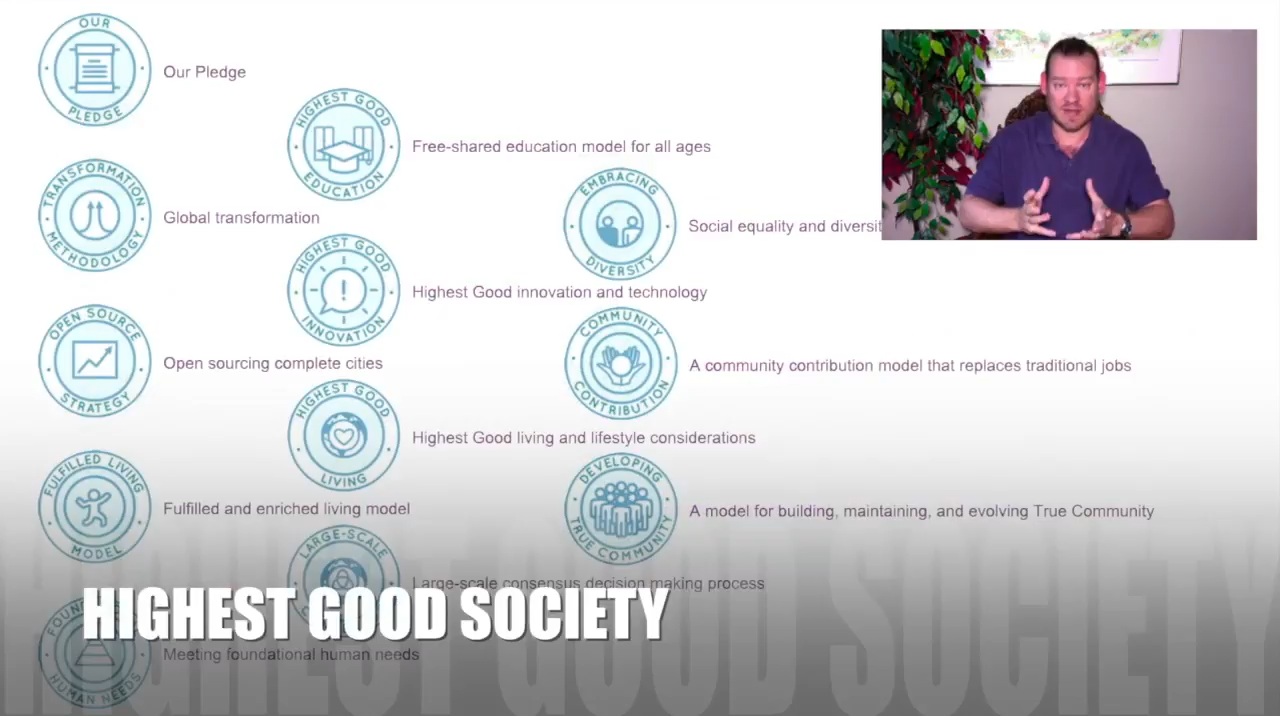 OUR
PLEDGE
Our Pledge
HIGHEST GOOD
EDUCATION
Free-shared education model for all ages
TRANSFORMATION
METHODOLOGY
Global transformation
EMBRACING
DIVERSITY
Social equality and diversit
HIGHEST GOOD
INNOVATION
Highest Good innovation and technology
OPEN SOURCE
STRATEGY
Open sourcing complete cities
COMMUNITY
CONTRIBUTION
A community contribution model that replaces traditional jobs
HIGHEST GOOD
LIVING
Highest Good living and lifestyle considerations
FULFILLED LIVING
MODEL
Fulfilled and enriched living model
DEVELOPING
TRUE COMMUNITY
A model for building, maintaining, and evolving True Community
LARGE-SCALE
Large-scale consensus decision making process
HIGHEST GOOD SOCIETY
HUMAN NEEDS
Meeting foundational human needs
HIGHEST GOOD SOCIETY